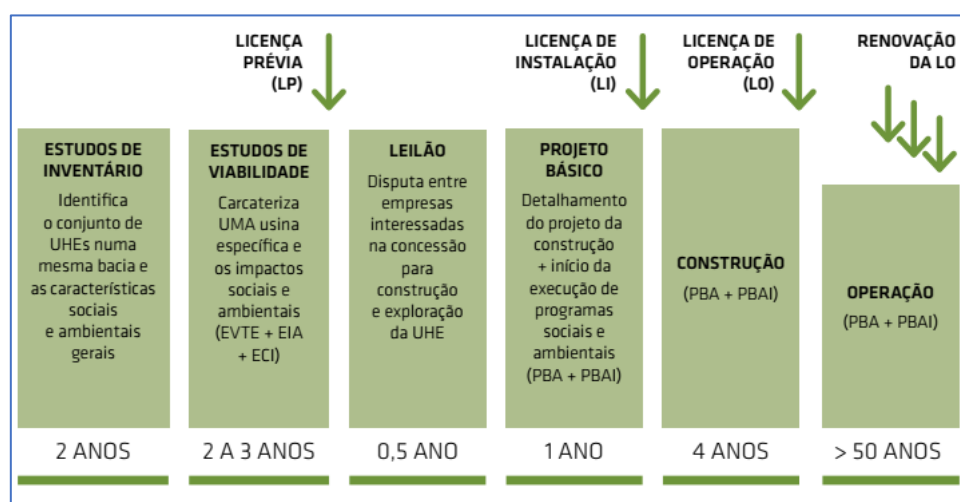 LICENÇA
PRÉVIA
(LP)
LICENÇA DE
INSTALAÇÃO
(LI)
LICENÇA DE
OPERAÇÃO
(LO)
RENOVAÇÃO
DA LO
ESTUDOS DE
INVENTÁRIO
Identifica
o conjunto de
UHEs numa
mesma bacia e
as características
sociais
e ambientais
gerais
ESTUDOS DE
VIABILIDADE
Carcateriza
UMA usina
específica e
os impactos
sociais e
ambientais
(EVTE + EIA
+ ECI)
LEILÃO
Disputa entre
empresas
interessadas
na concessão
para
construção
e exploração
da UHE
PROJETO
BÁSICO
Detalhamento
do projeto da
construção
+ início da
execução de
programas
sociais e
ambientais
(PBA + PBAI)
CONSTRUÇÃO
(PBA + PBAI)
OPERAÇÃO
(PBA + PBAI)
2 ANOS
2 A 3 ANOS
0,5 ANO
1 ANO
4 ANOS
> 50 ANOS